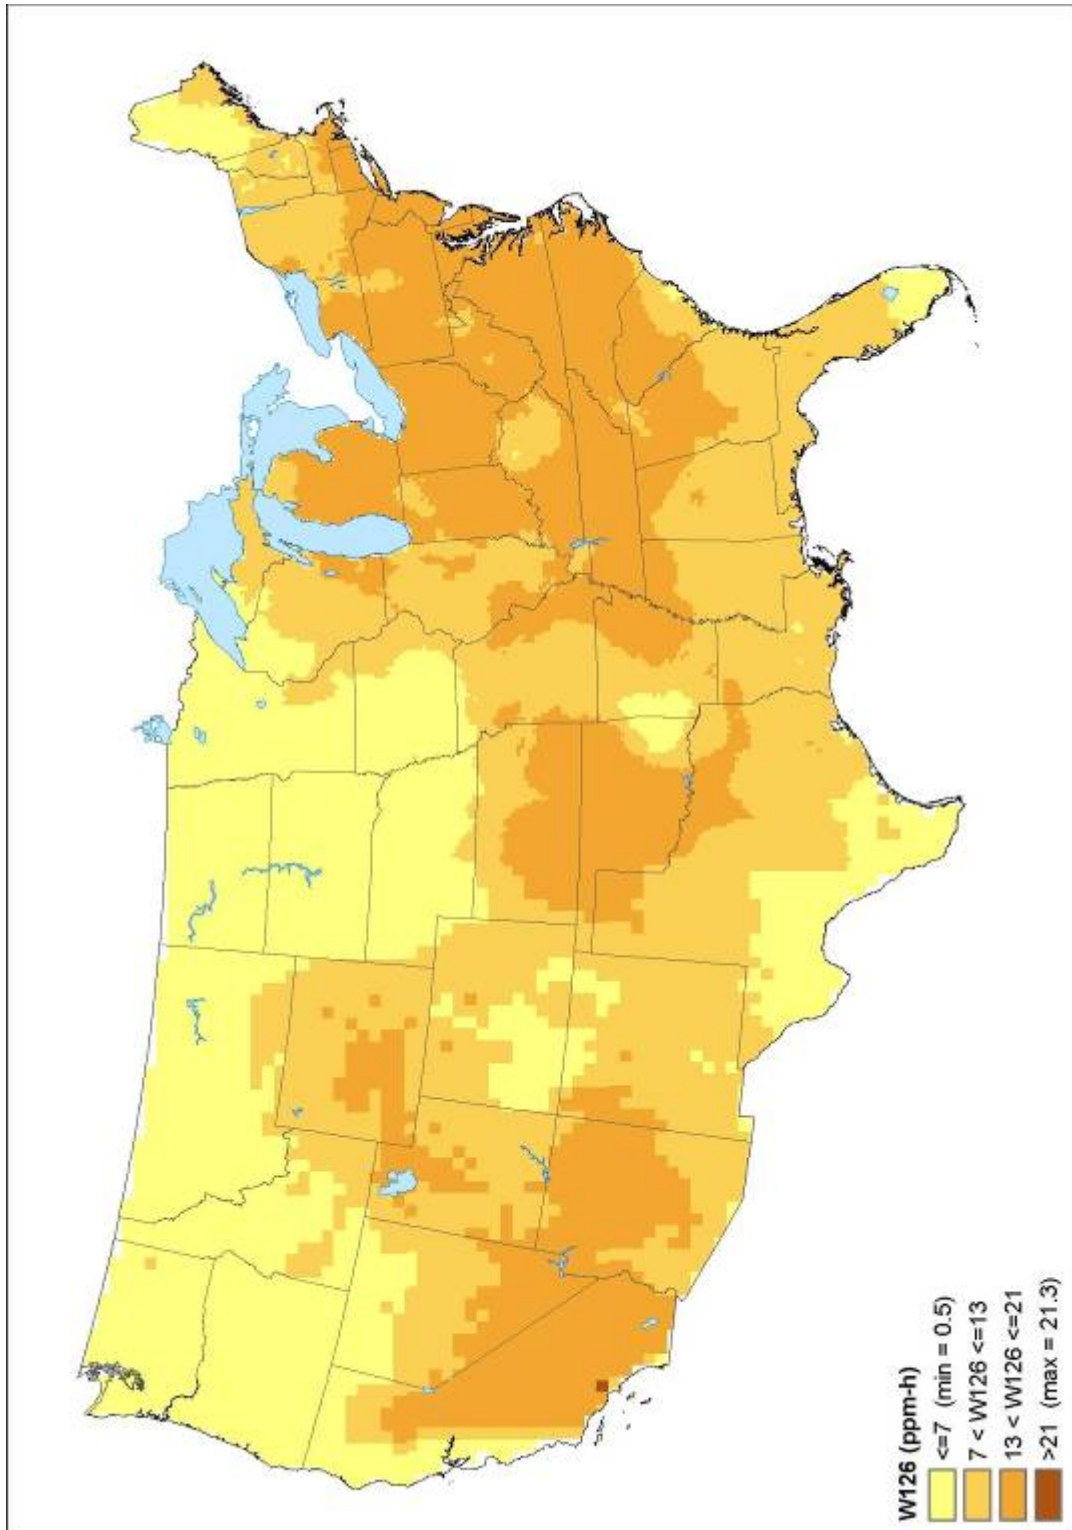 W126 (ppm-h)
<=7 (min = 0.5)
7 < W126 <=13
13 < W126 <=21
>21 (max = 21.3)